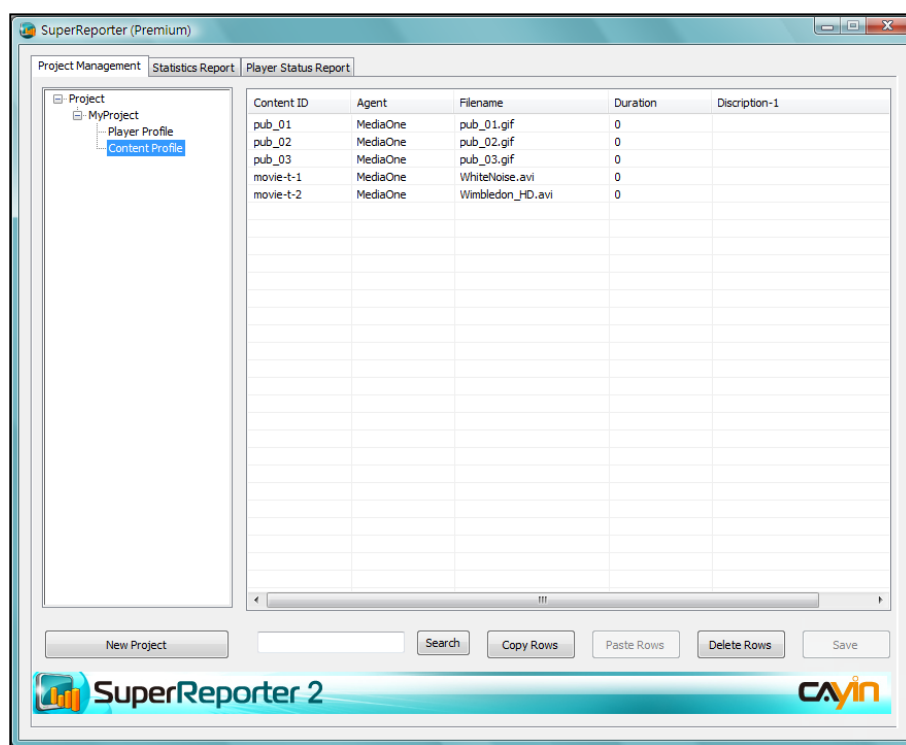 SuperReporter (Premium)
Project Management Statistics Report Player Status Report
Project
MyProject
Player Profile
Content Profile
Content ID Agent Filename Duration Discription-1
pub_01 MediaOne pub_01.gif 0
pub_02 MediaOne pub_02.gif 0
pub_03 MediaOne pub_03.gif 0
movie-t-1 MediaOne WhiteNoise.avi 0
movie-t-2 MediaOne Wimbledon_HD.avi 0
New Project Search Copy Rows Paste Rows Delete Rows Save
SuperReporter 2 CAYIN